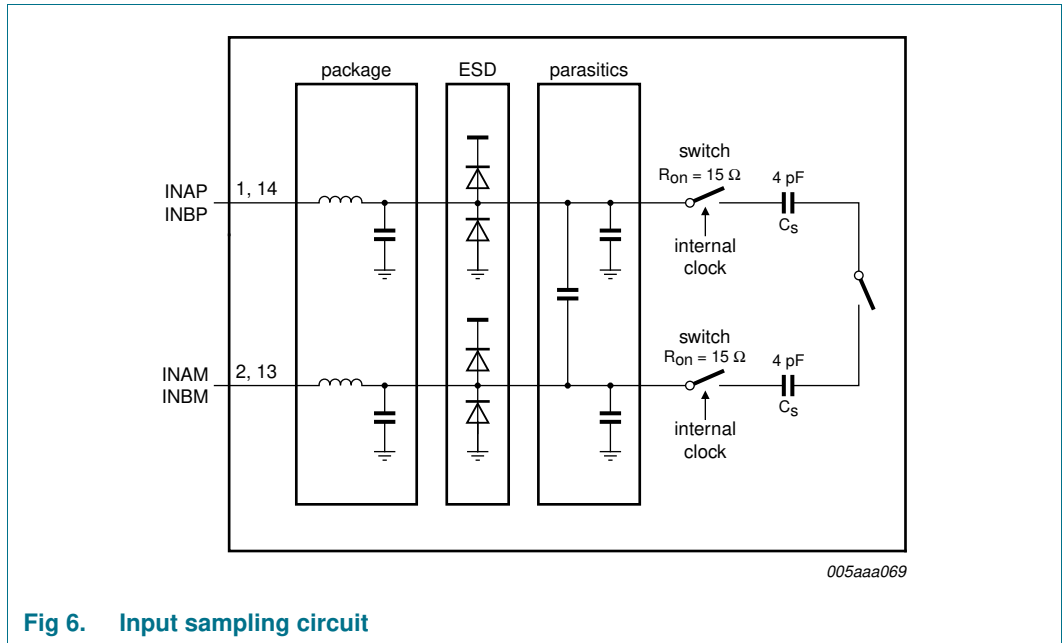 package ESD parasitics
switch
Ron = 15 Ω
4 pF
INAP
INBP
1, 14
internal
clock
Cs
switch
Ron = 15 Ω
4 pF
INAM
INBM
2, 13
internal
clock
Cs
005aaa069
Fig 6. Input sampling circuit